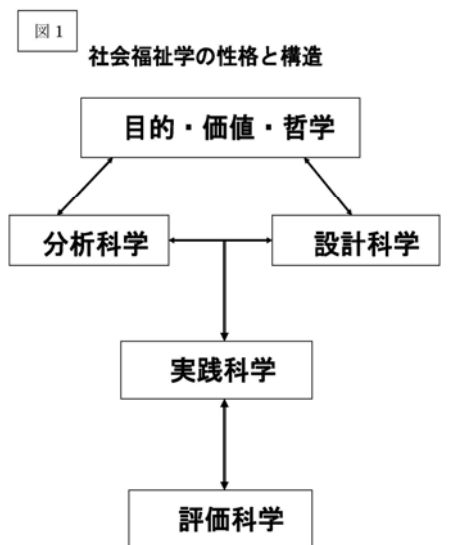 図1
社会福祉学の性格と構造
目的・価値・哲学
分析科学
設計科学
実践科学
評価科学